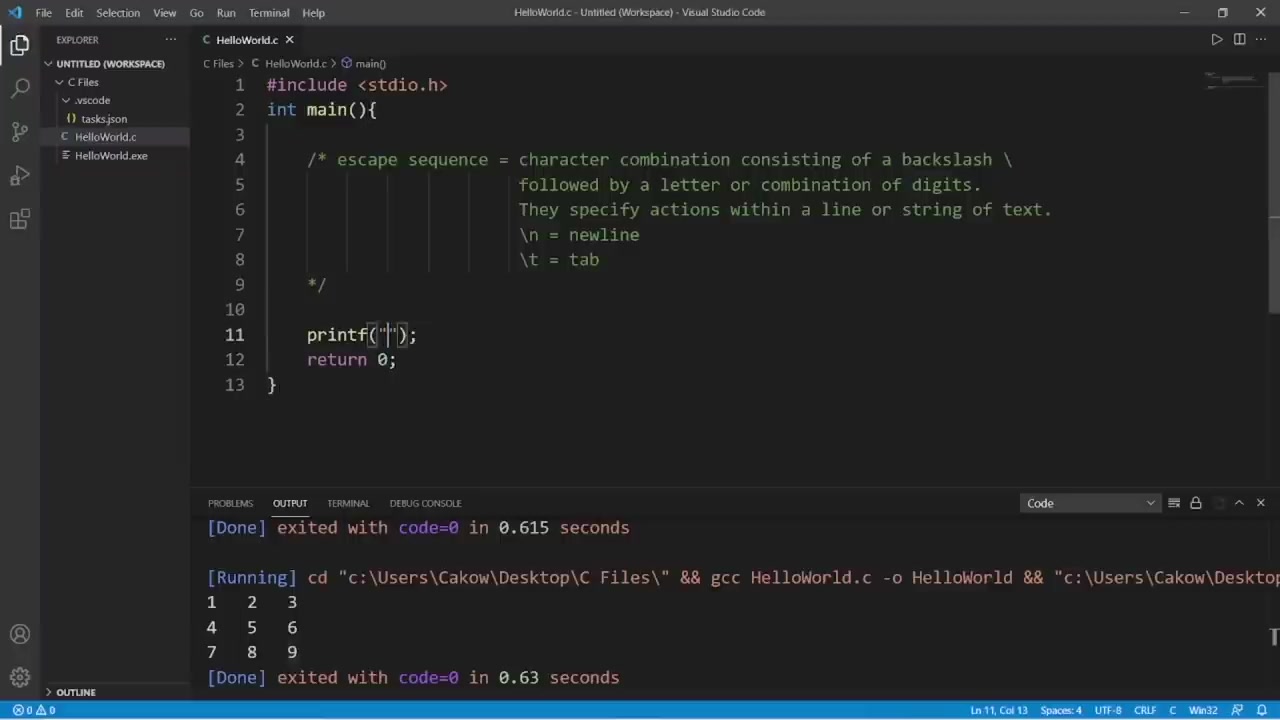 File Edit Selection View Go Run Terminal Help HelloWorld.c - Untitled (Workspace) - Visual Studio Code
EXPLORER
UNTITLED (WORKSPACE)
C Files
.vscode
tasks.json
HelloWorld.c
HelloWorld.exe
OUTLINE
HelloWorld.c
C Files > HelloWorld.c > main()
1 #include <stdio.h>
2 int main(){
3
4 /* escape sequence = character combination consisting of a backslash \
5 followed by a letter or combination of digits.
6 They specify actions within a line or string of text.
7 \n = newline
8 \t = tab
9 */
10
11 printf("");
12 return 0;
13 }
PROBLEMS OUTPUT TERMINAL DEBUG CONSOLE Code
[Done] exited with code=0 in 0.615 seconds
[Running] cd "c:\Users\Cakow\Desktop\C Files\" && gcc HelloWorld.c -o HelloWorld && "c:\Users\Cakow\Desktop
1 2 3
4 5 6
7 8 9
[Done] exited with code=0 in 0.63 seconds
0 0 Ln 11, Col 13 Spaces: 4 UTF-8 CRLF C Win32